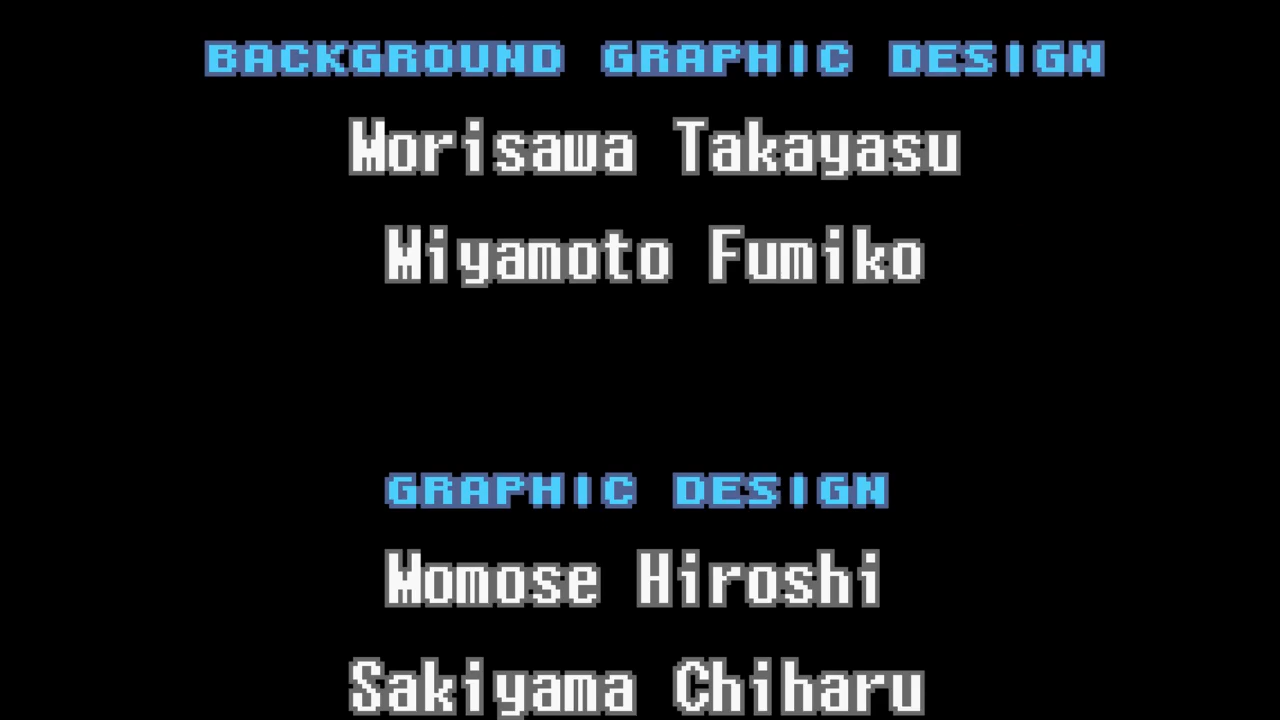 BACKGROUND GRAPHIC DESIGN
Morisawa Takayasu
Miyamoto Fumiko
GRAPHIC DESIGN
Momose Hiroshi
Sakiyama Chiharu